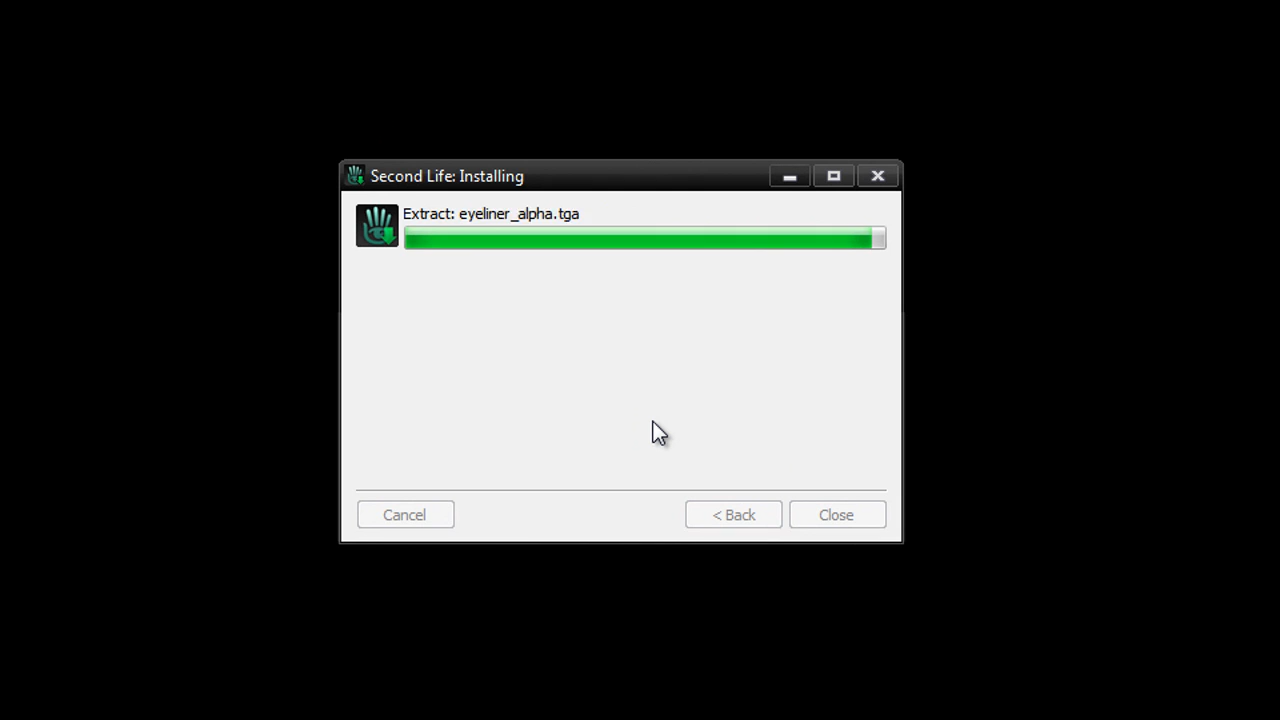 Second Life: Installing
Extract: eyeliner_alpha.tga
Cancel
< Back
Close